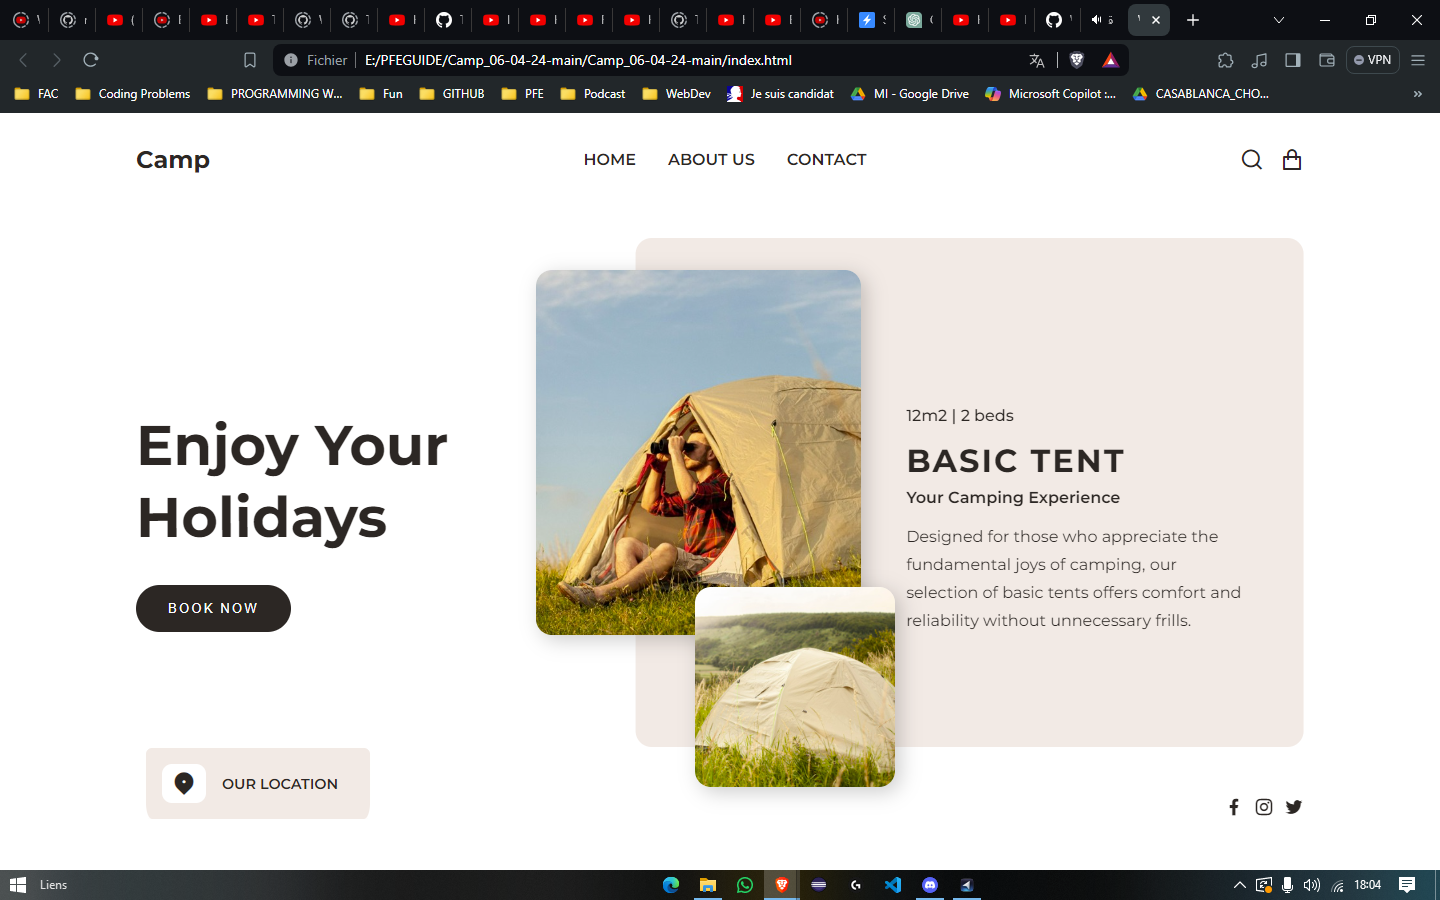 Fichier
E:/PFEGUIDE/Camp_06-04-24-main/Camp_06-04-24-main/index.html
VPN
FAC
Coding Problems
PROGRAMMING W...
Fun
GITHUB
PFE
Podcast
WebDev
Je suis candidat
MI - Google Drive
Microsoft Copilot :...
CASABLANCA_CHO...
Camp
HOME
ABOUT US
CONTACT
Enjoy Your
Holidays
BOOK NOW
12m2 | 2 beds
BASIC TENT
Your Camping Experience
Designed for those who appreciate the
fundamental joys of camping, our
selection of basic tents offers comfort and
reliability without unnecessary frills.
OUR LOCATION
Liens
18:04